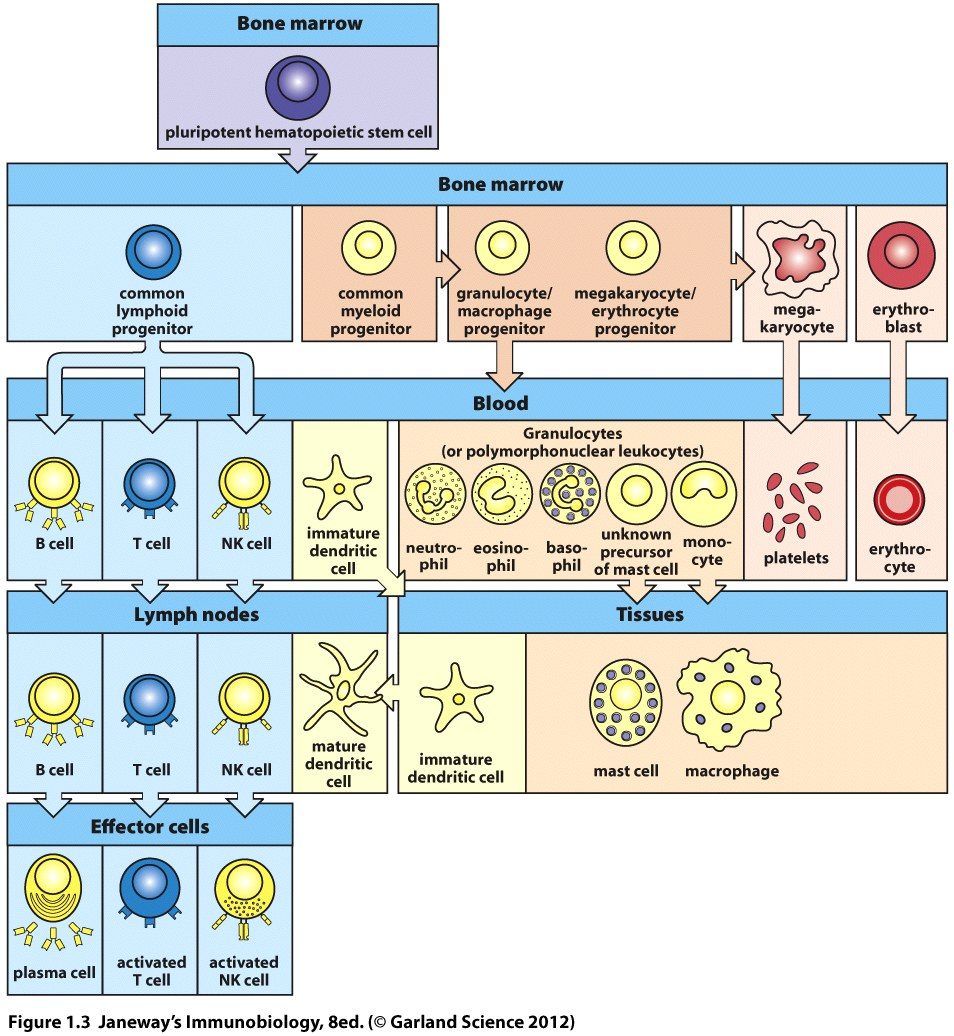 Bone marrow
pluripotent hematopoietic stem cell
Bone marrow
common
lymphoid
progenitor
common
myeloid
progenitor
granulocyte/
macrophage
progenitor
megakaryocyte/
erythrocyte
progenitor
mega-
karyocyte
erythro-
blast
Blood
B cell
T cell
NK cell
immature
dendritic
cell
Granulocytes
(or polymorphonuclear leukocytes)
neutro-
phil
eosino-
phil
baso-
phil
unknown
precursor
of mast cell
mono-
cyte
platelets
erythro-
cyte
Lymph nodes
B cell
T cell
NK cell
mature
dendritic
cell
Tissues
immature
dendritic cell
mast cell
macrophage
Effector cells
plasma cell
activated
T cell
activated
NK cell
Figure 1.3 Janeway's Immunobiology, 8ed. (© Garland Science 2012)